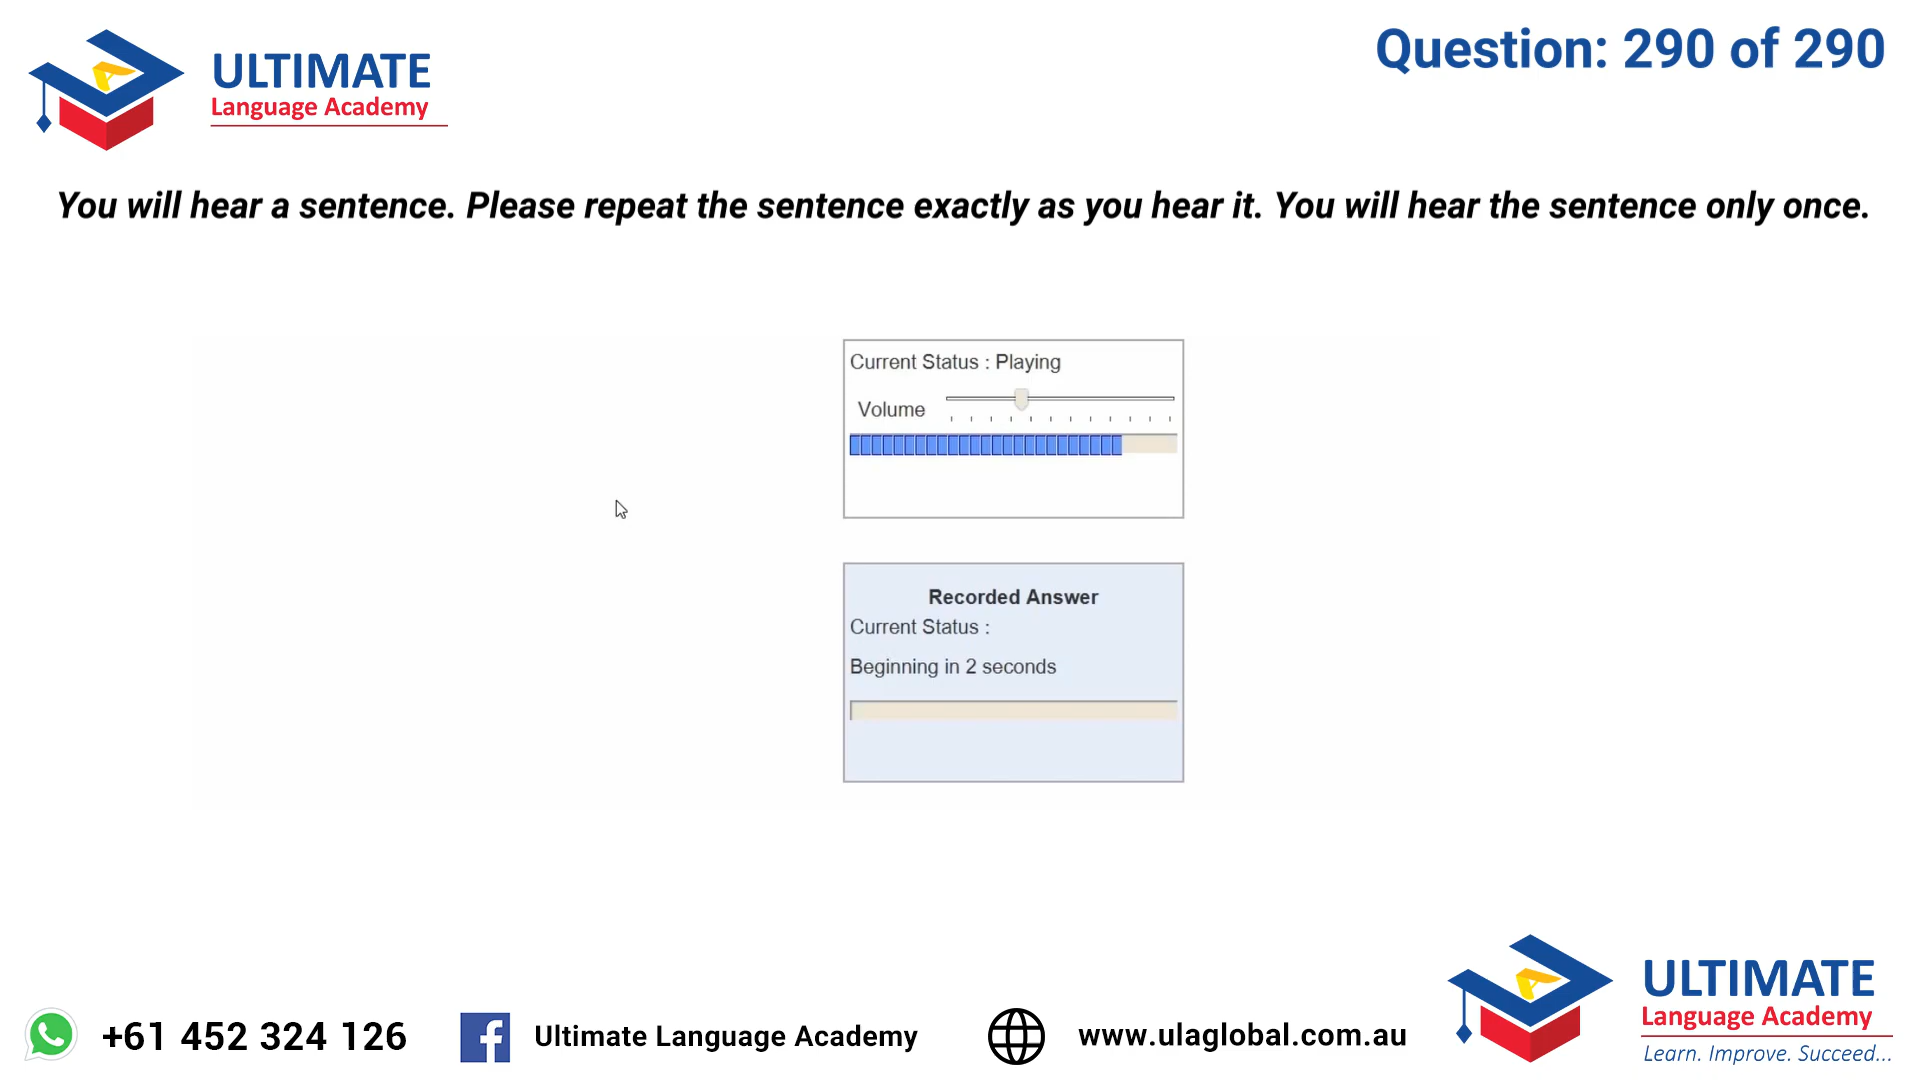 ULTIMATE
Language Academy
Question: 290 of 290
You will hear a sentence. Please repeat the sentence exactly as you hear it. You will hear the sentence only once.
Current Status : Playing
Volume
Recorded Answer
Current Status :
Beginning in 2 seconds
+61 452 324 126
Ultimate Language Academy
www.ulaglobal.com.au
ULTIMATE
Language Academy
Learn. Improve. Succeed...